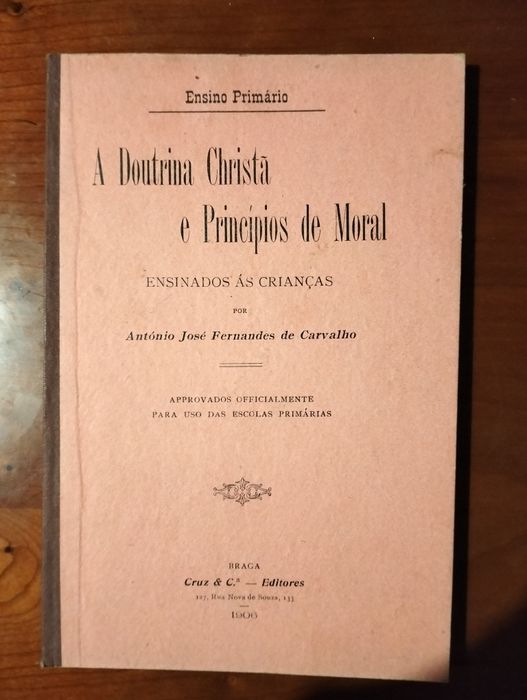 Ensino Primário
A Doutrina Christã
e Princípios de Moral
ENSINADOS ÁS CRIANÇAS
POR
António José Fernandes de Carvalho
APPROVADOS OFFICIALMENTE
PARA USO DAS ESCOLAS PRIMÁRIAS
BRAGA
Cruz & C.ª — Editores
127, Rua Nova de Souza, 133
1906